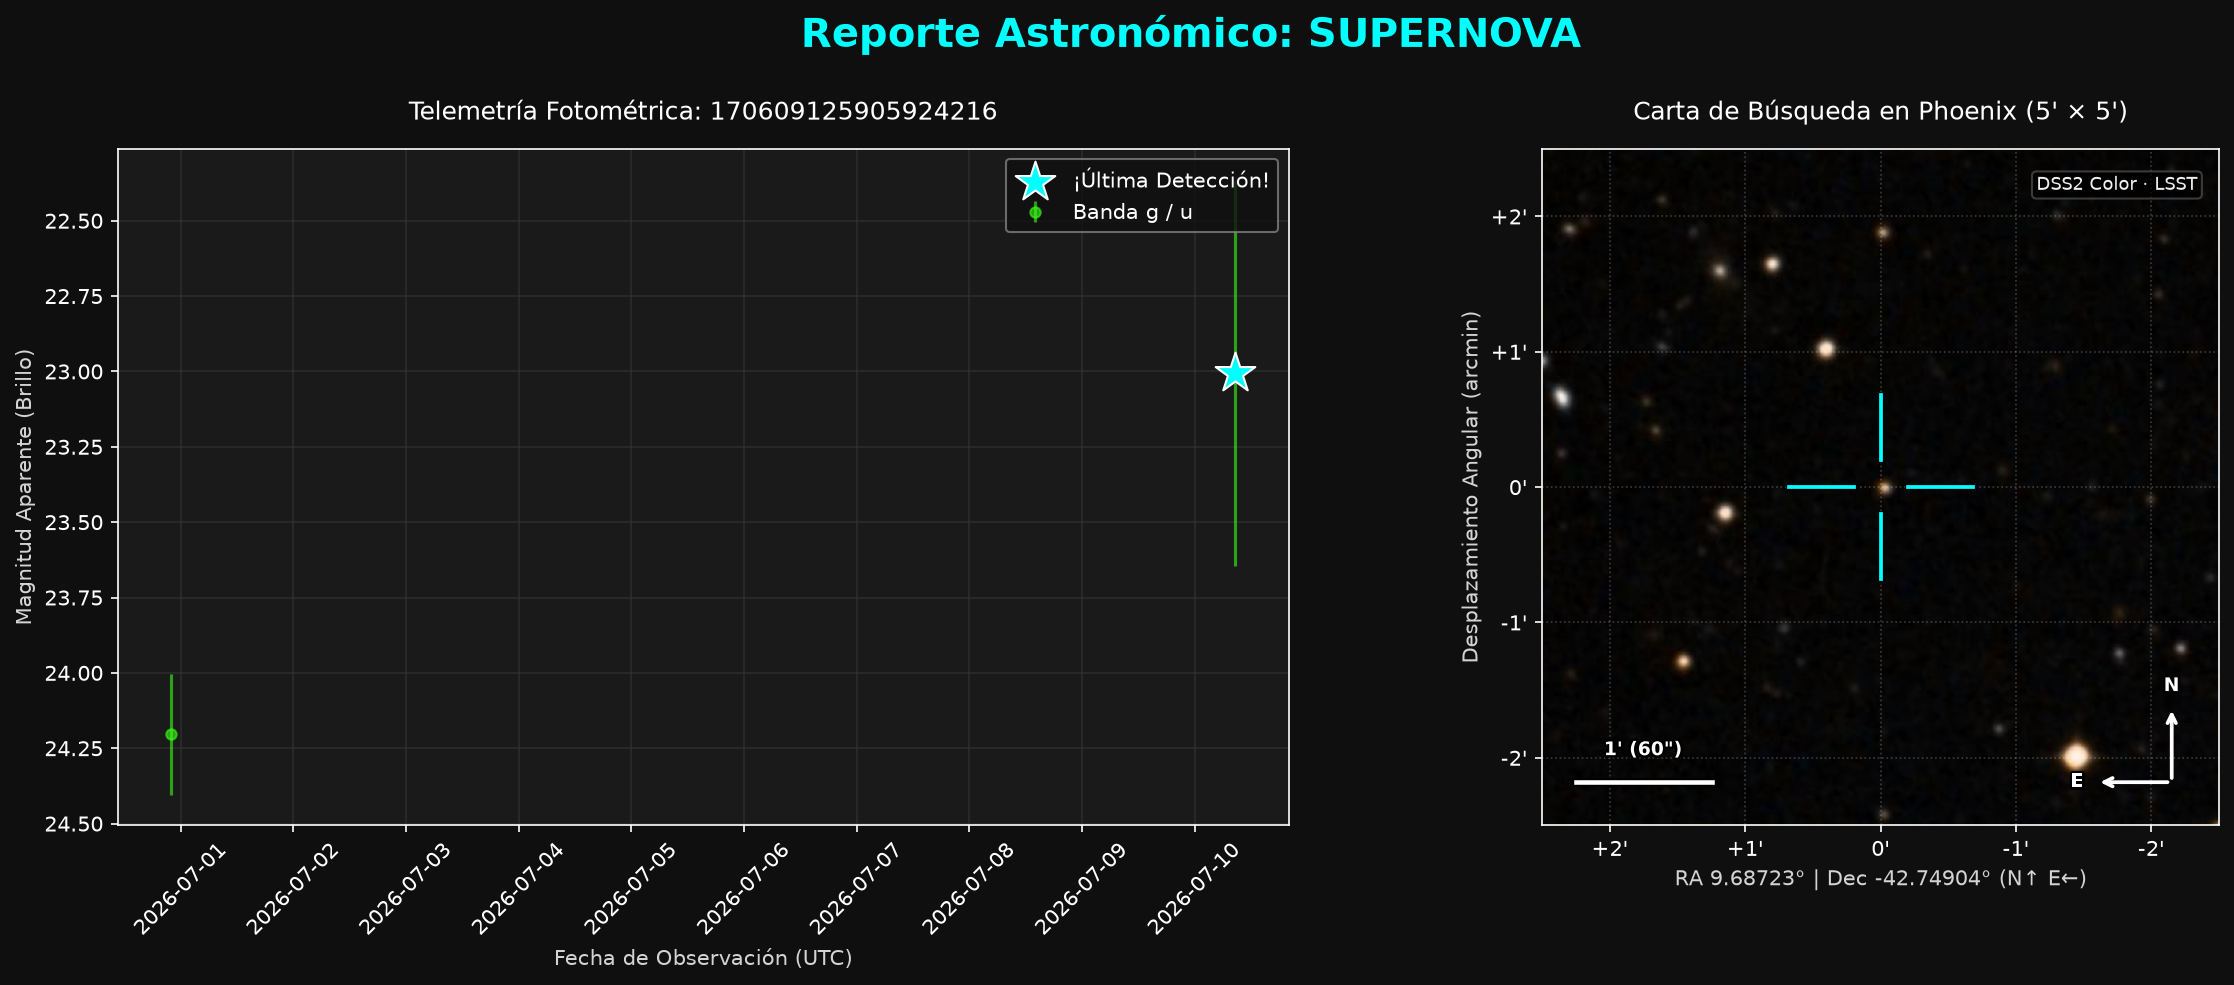 Reporte Astronómico: SUPERNOVA
Telemetría Fotométrica: 170609125905924216
¡Última Detección!
Banda g / u
Magnitud Aparente (Brillo)
22.50
22.75
23.00
23.25
23.50
23.75
24.00
24.25
24.50
2026-07-01
2026-07-02
2026-07-03
2026-07-04
2026-07-05
2026-07-06
2026-07-07
2026-07-08
2026-07-09
2026-07-10
Fecha de Observación (UTC)
Carta de Búsqueda en Phoenix (5' × 5')
DSS2 Color · LSST
Desplazamiento Angular (arcmin)
+2'
+1'
0'
-1'
-2'
N
E
1' (60")
+2'
+1'
0'
-1'
-2'
RA 9.68723° | Dec -42.74904° (N↑ E←)